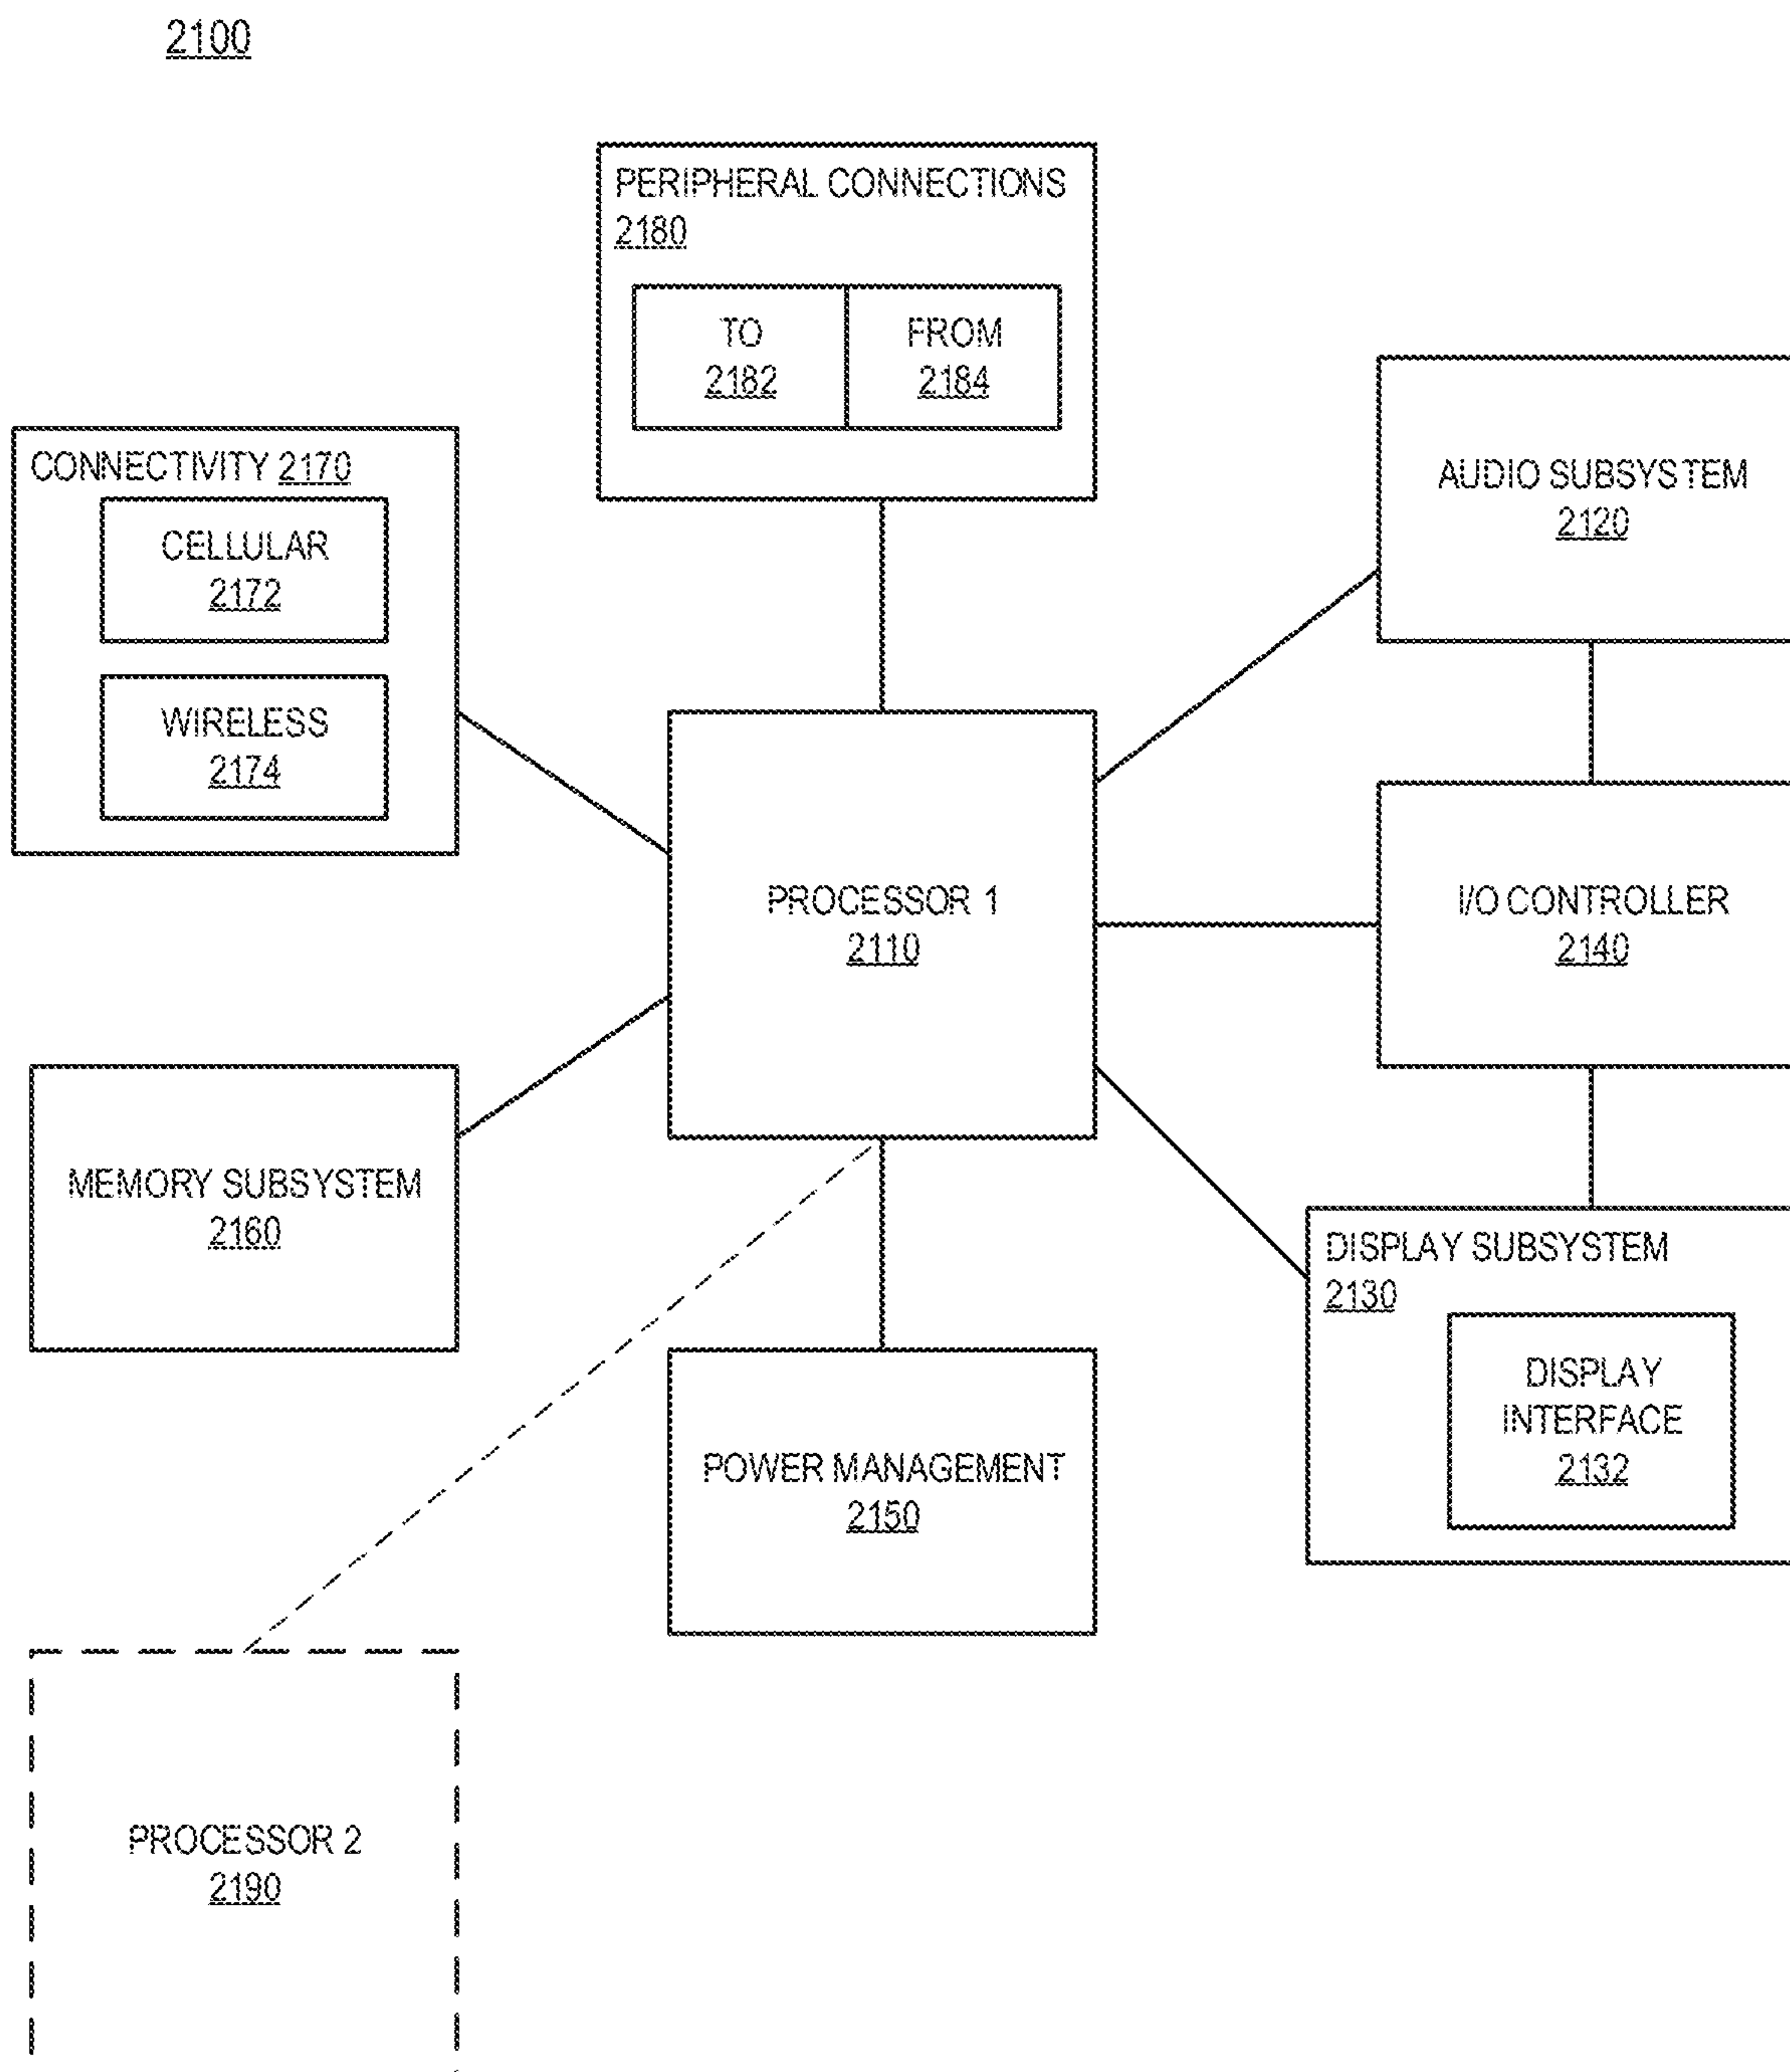 2100
PERIPHERAL CONNECTIONS
2180
TO
2182
FROM
2184
CONNECTIVITY 2170
CELLULAR
2172
WIRELESS
2174
AUDIO SUBSYSTEM
2120
PROCESSOR 1
2110
I/O CONTROLLER
2140
MEMORY SUBSYSTEM
2160
DISPLAY SUBSYSTEM
2130
DISPLAY
INTERFACE
2132
POWER MANAGEMENT
2150
PROCESSOR 2
2190